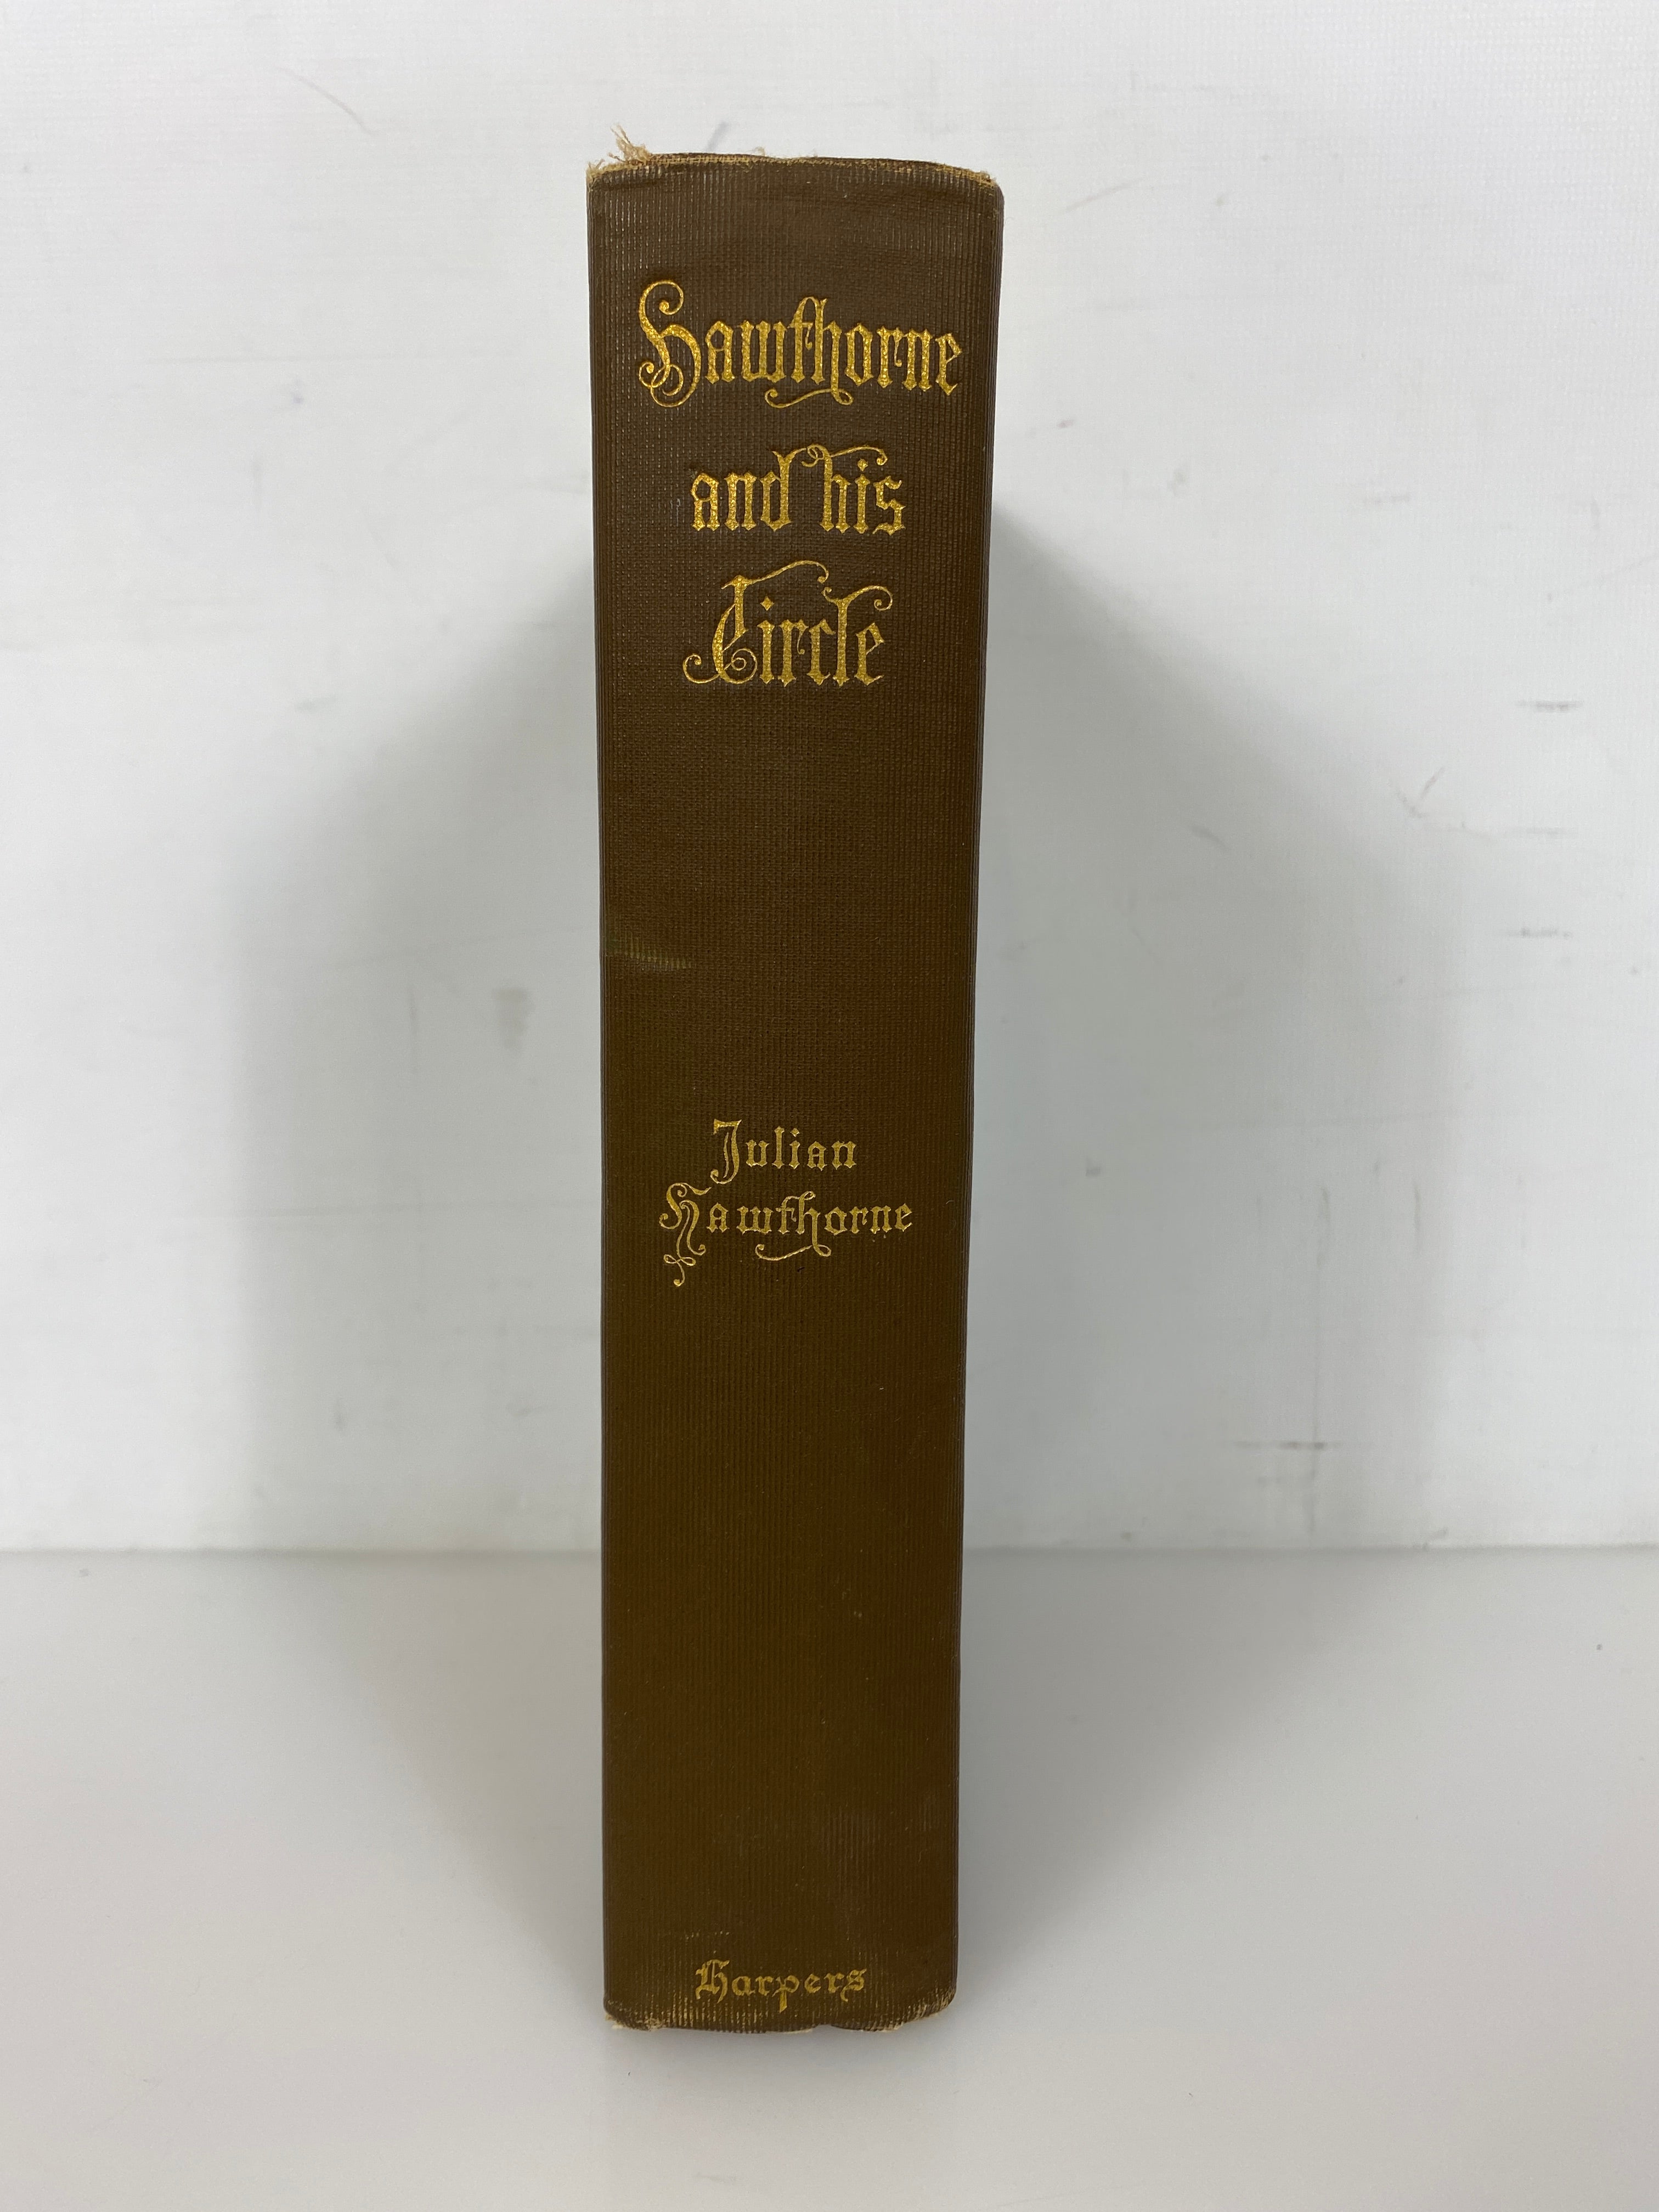 Hawthorne
and his
Circle
Julian
Hawthorne
Harpers